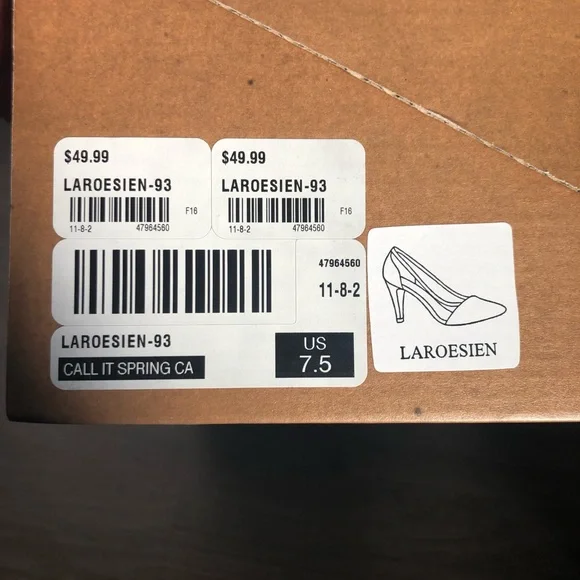 $49.99
LAROESIEN-93
F16
11-8-2 47964560
$49.99
LAROESIEN-93
F16
11-8-2 47964560
47964560
11-8-2
LAROESIEN-93
CALL IT SPRING CA
US
7.5
LAROESIEN